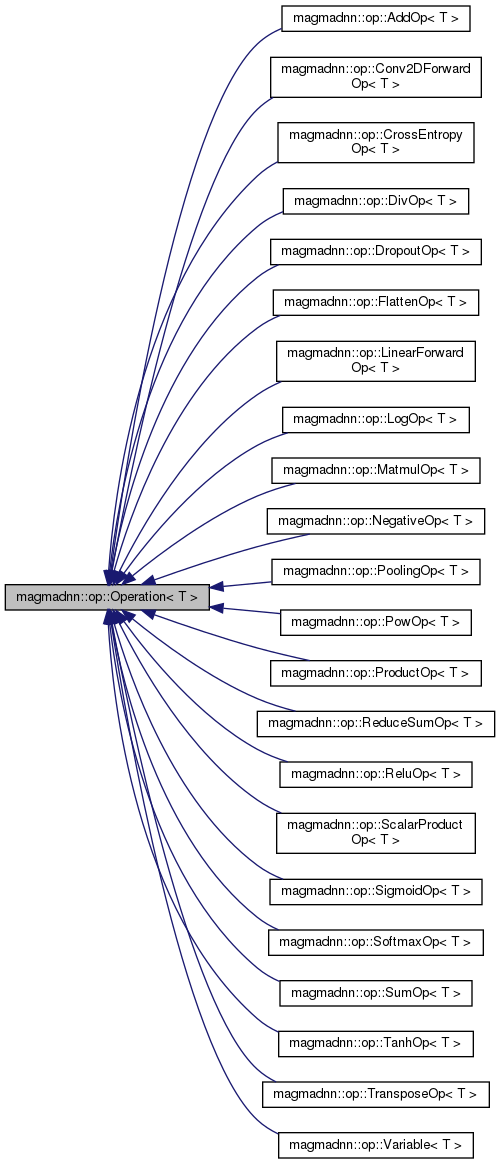 magmadnn::op::AddOp< T >
magmadnn::op::Conv2DForward
Op< T >
magmadnn::op::CrossEntropy
Op< T >
magmadnn::op::DivOp< T >
magmadnn::op::DropoutOp< T >
magmadnn::op::FlattenOp< T >
magmadnn::op::LinearForward
Op< T >
magmadnn::op::LogOp< T >
magmadnn::op::MatmulOp< T >
magmadnn::op::NegativeOp< T >
magmadnn::op::PoolingOp< T >
magmadnn::op::Operation< T >
magmadnn::op::PowOp< T >
magmadnn::op::ProductOp< T >
magmadnn::op::ReduceSumOp< T >
magmadnn::op::ReluOp< T >
magmadnn::op::ScalarProduct
Op< T >
magmadnn::op::SigmoidOp< T >
magmadnn::op::SoftmaxOp< T >
magmadnn::op::SumOp< T >
magmadnn::op::TanhOp< T >
magmadnn::op::TransposeOp< T >
magmadnn::op::Variable< T >